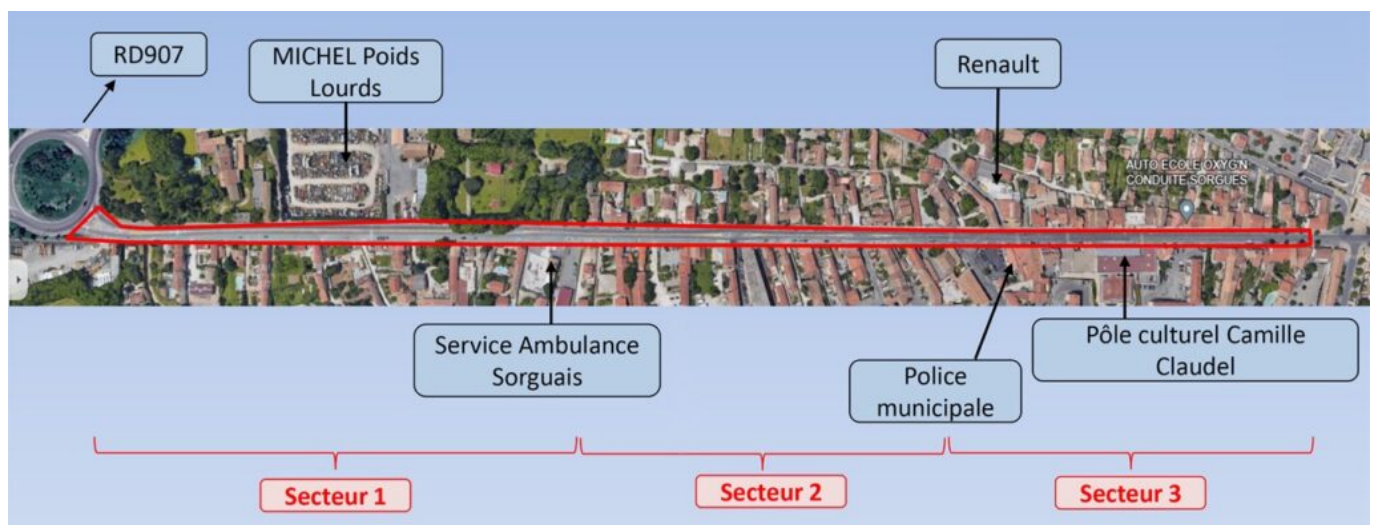 RD907
MICHEL Poids
Lourds
Renault
AUTO ECOLE OXYGN
CONDUITE SORGUES
Service Ambulance
Sorguais
Police
municipale
Pôle culturel Camille
Claudel
Secteur 1
Secteur 2
Secteur 3